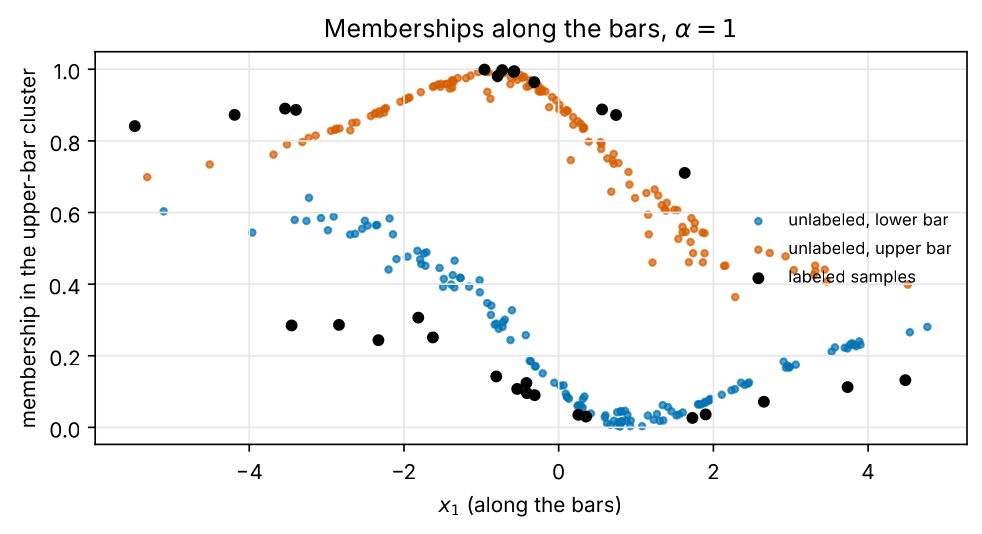 Memberships along the bars, α = 1
membership in the upper-bar cluster
1.0
0.8
0.6
0.4
0.2
0.0
unlabeled, lower bar
unlabeled, upper bar
labeled samples
−4
−2
0
2
4
x₁ (along the bars)